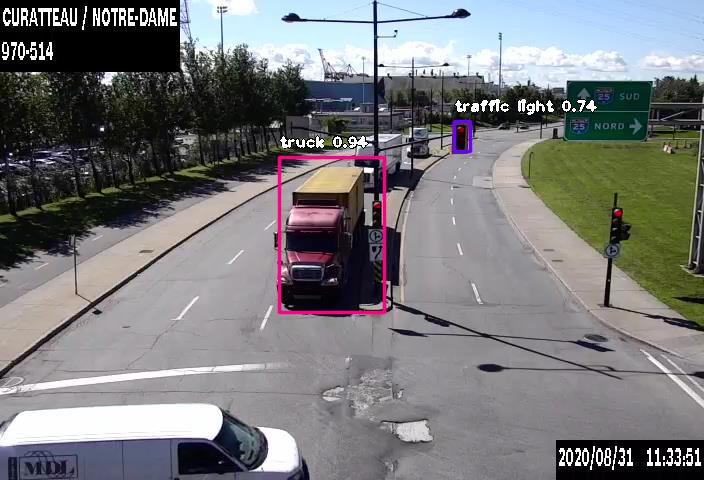 CURATTEAU / NOTRE-DAME
970-514
traffic light 0.74
truck 0.94
25 SUD
25 NORD
MDL
2020/08/31 11:33:51